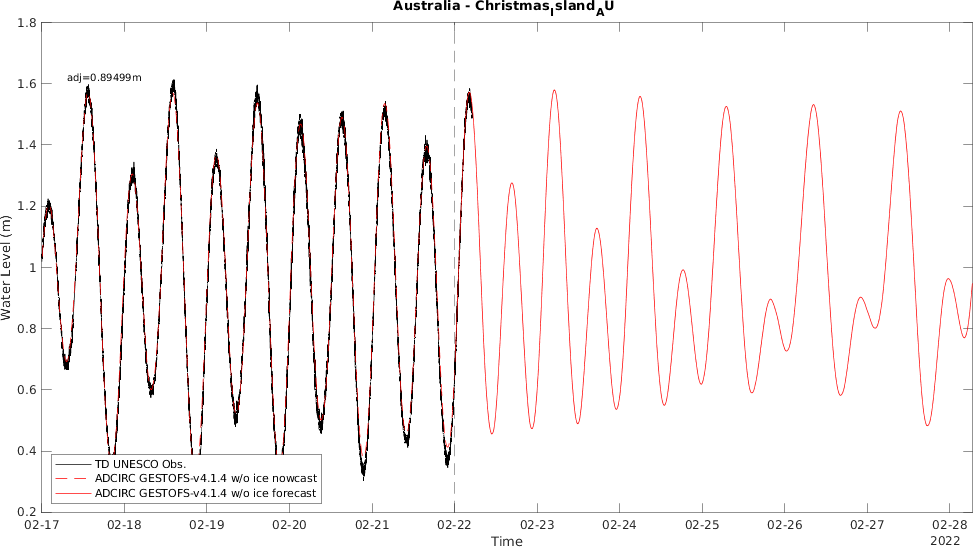 Australia - ChristmasIslandAU
1.8
1.6
1.4
1.2
1
0.8
0.6
0.4
0.2
Water Level (m)
adj=0.89499m
TD UNESCO Obs.
ADCIRC GESTOFS-v4.1.4 w/o ice nowcast
ADCIRC GESTOFS-v4.1.4 w/o ice forecast
02-17 02-18 02-19 02-20 02-21 02-22 02-23 02-24 02-25 02-26 02-27 02-28
Time
2022